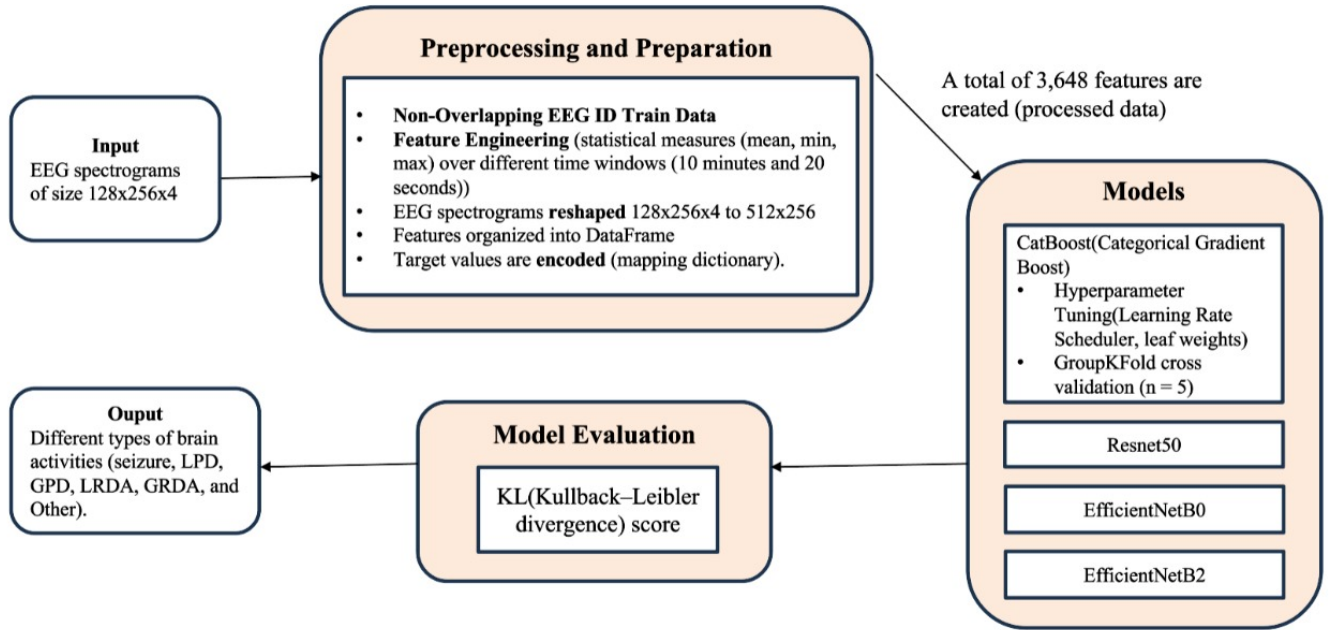 Input
EEG spectrograms
of size 128x256x4
Preprocessing and Preparation
• Non-Overlapping EEG ID Train Data
• Feature Engineering (statistical measures (mean, min,
max) over different time windows (10 minutes and 20
seconds))
• EEG spectrograms reshaped 128x256x4 to 512x256
• Features organized into DataFrame
• Target values are encoded (mapping dictionary).
A total of 3,648 features are
created (processed data)
Models
CatBoost(Categorical Gradient
Boost)
• Hyperparameter
Tuning(Learning Rate
Scheduler, leaf weights)
• GroupKFold cross
validation (n = 5)
Resnet50
EfficientNetB0
EfficientNetB2
Model Evaluation
KL(Kullback–Leibler
divergence) score
Ouput
Different types of brain
activities (seizure, LPD,
GPD, LRDA, GRDA, and
Other).